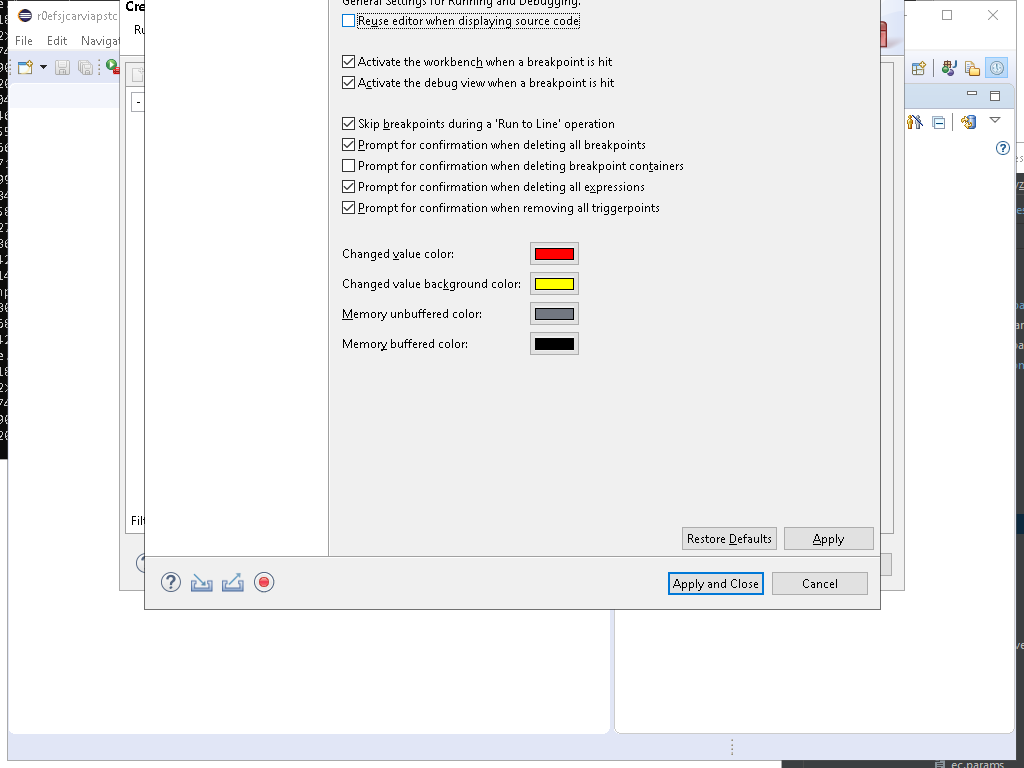 r0efsjcarviapstc
Cre
General Settings for Running and Debugging.
Reuse editor when displaying source code
Ru
File Edit Navigat
Activate the workbench when a breakpoint is hit
Activate the debug view when a breakpoint is hit
Skip breakpoints during a 'Run to Line' operation
Prompt for confirmation when deleting all breakpoints
Prompt for confirmation when deleting breakpoint containers
Prompt for confirmation when deleting all expressions
Prompt for confirmation when removing all triggerpoints
Changed value color:
Changed value background color:
Memory unbuffered color:
Memory buffered color:
Filt
Restore Defaults Apply
Apply and Close Cancel
ec.params